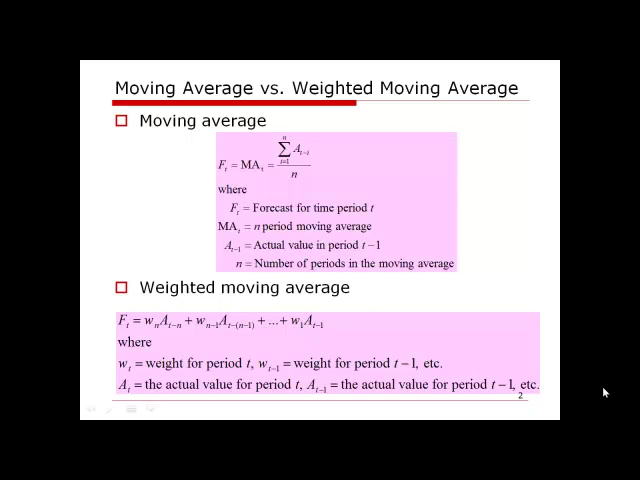 Moving Average vs. Weighted Moving Average
Moving average
n
∑ A_{t−i}
F_t = MA_t = i=1
n
where
F_t = Forecast for time period t
MA_t = n period moving average
A_{t−1} = Actual value in period t − 1
n = Number of periods in the moving average
Weighted moving average
F_t = w_n A_{t−n} + w_{n−1} A_{t−(n−1)} + ... + w_1 A_{t−1}
where
w_t = weight for period t, w_{t−1} = weight for period t − 1, etc.
A_t = the actual value for period t, A_{t−1} = the actual value for period t − 1, etc.
2